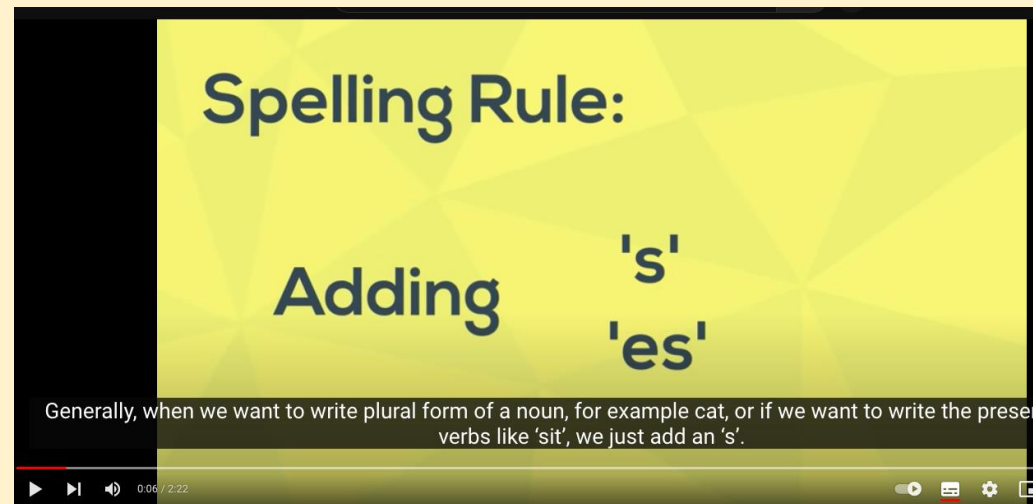 Spelling Rule:
Adding
's'
'es'
Generally, when we want to write plural form of a noun, for example cat, or if we want to write the
verbs like ‘sit’, we just add an ‘s’.
0:06 / 2:22